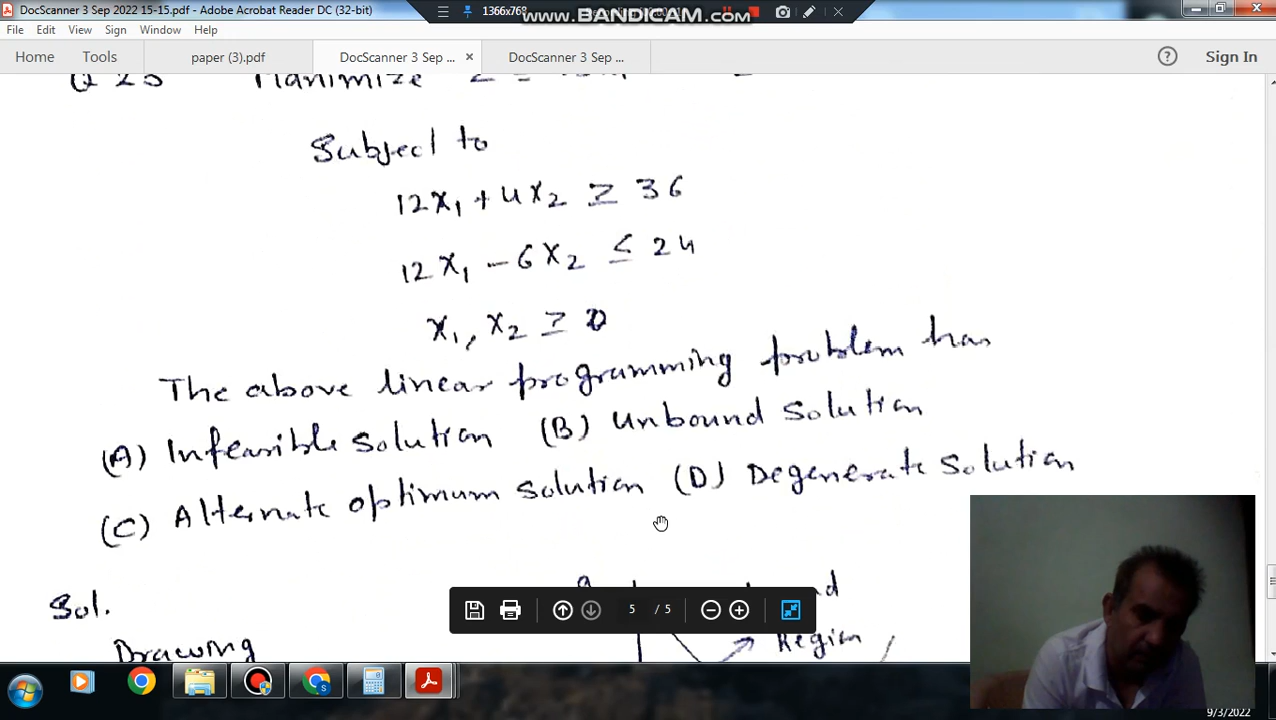 DocScanner 3 Sep 2022 15-15.pdf - Adobe Acrobat Reader DC (32-bit)
1366x768
www.BANDICAM.com
File Edit View Sign Window Help
Home Tools paper (3).pdf DocScanner 3 Sep ... × DocScanner 3 Sep ... Sign In
Subject to
12x₁ + 4x₂ ≥ 36
12x₁ - 6x₂ ≤ 24
x₁, x₂ ≥ 0
The above linear programming problem has
(A) Infeasible solution (B) Unbound solution
(C) Alternate optimum solution (D) Degenerate solution
Sol.
5 / 5
Drawing Region
9/3/2022